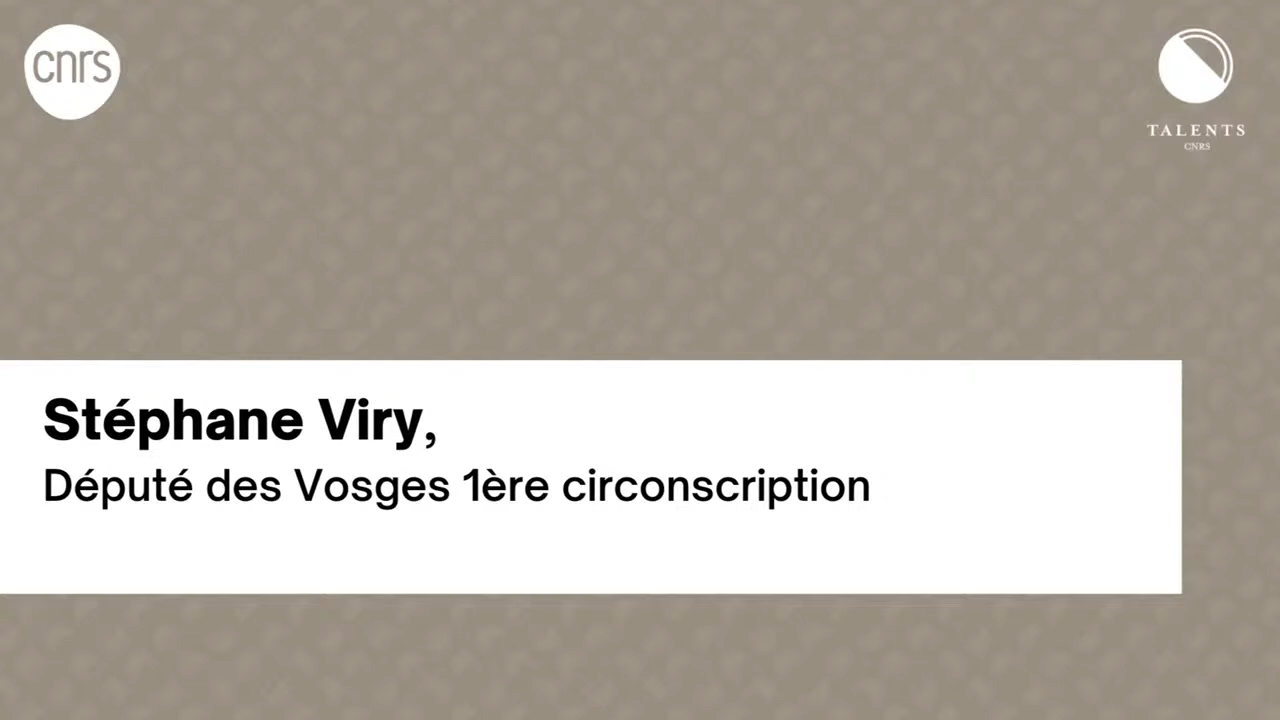 cnrs
TALENTS
CNRS
Stéphane Viry,
Député des Vosges 1ère circonscription